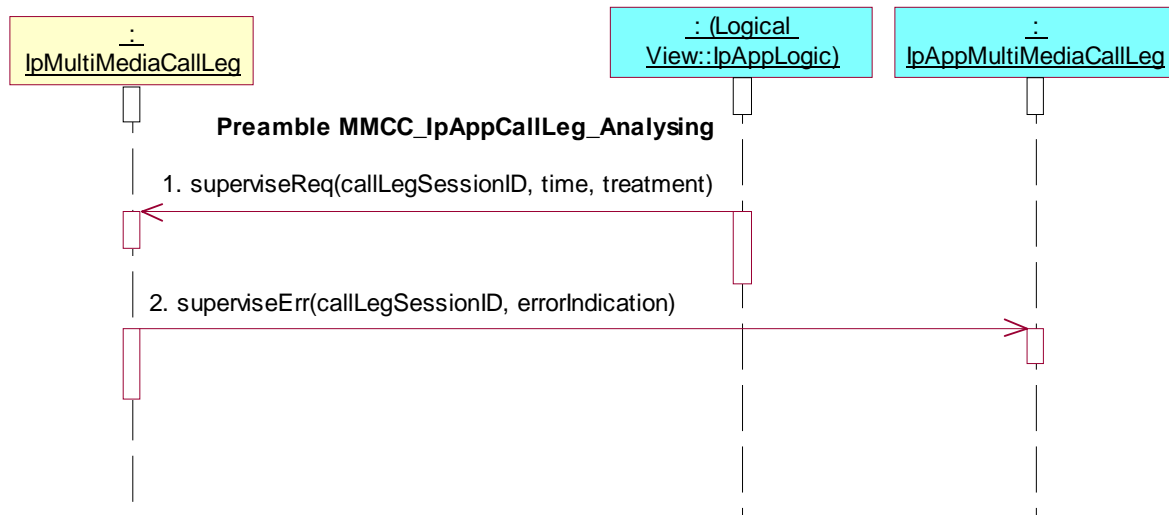 :
IpMultiMediaCallLeg
: (Logical
View::IpAppLogic)
:
IpAppMultiMediaCallLeg
Preamble MMCC_IpAppCallLeg_Analysing
1. superviseReq(callLegSessionID, time, treatment)
2. superviseErr(callLegSessionID, errorIndication)